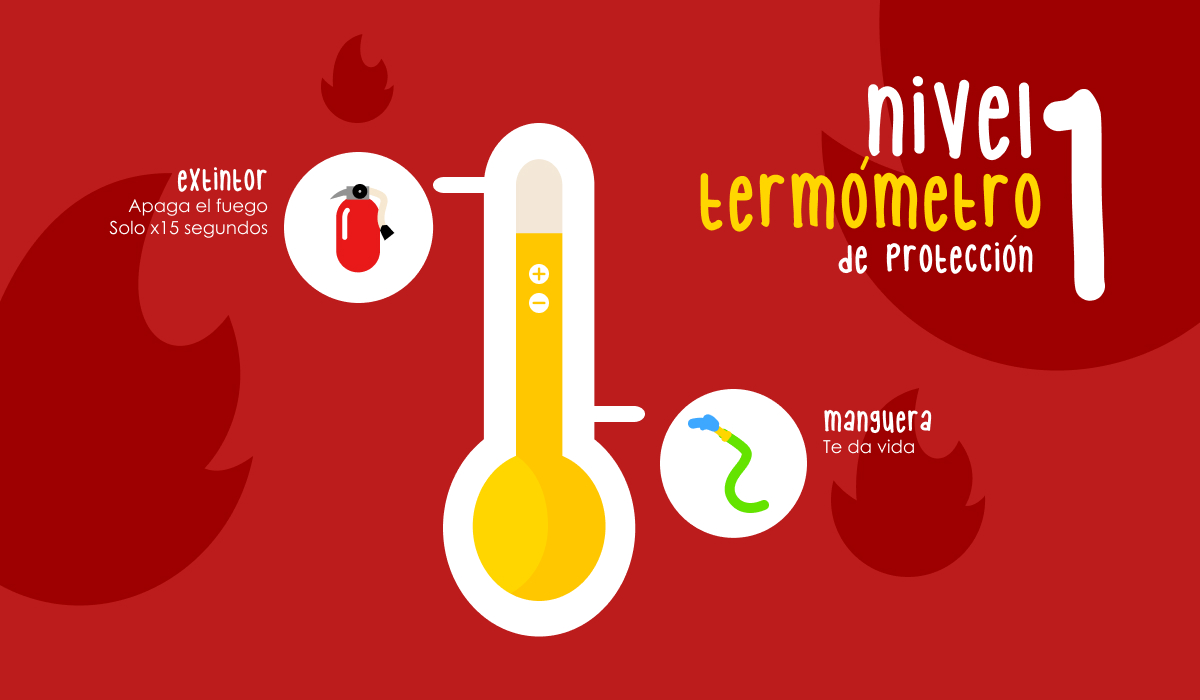 nivel 1
termómetro
de Protección
extintor
Apaga el fuego
Solo x15 segundos
manguera
Te da vida